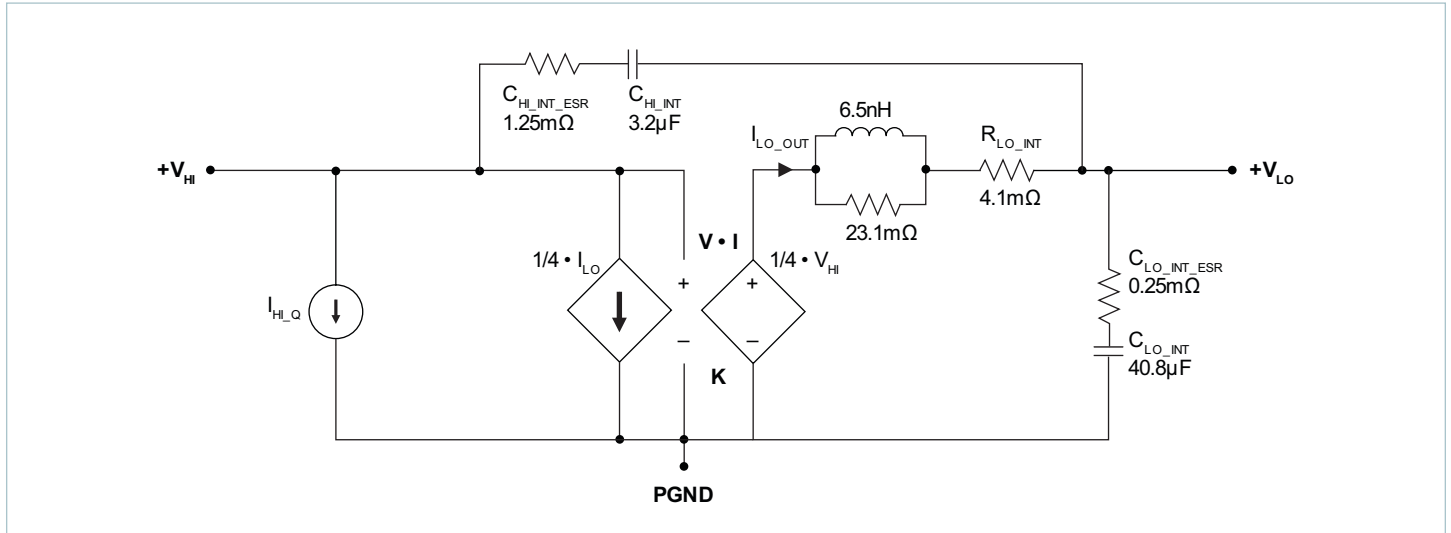 C_HI_INT_ESR
1.25mΩ
C_HI_INT
3.2µF
6.5nH
I_LO_OUT
R_LO_INT
4.1mΩ
23.1mΩ
+V_HI
+V_LO
V • I
1/4 • I_LO
1/4 • V_HI
+
+
I_HI_Q
–
–
K
C_LO_INT_ESR
0.25mΩ
C_LO_INT
40.8µF
PGND